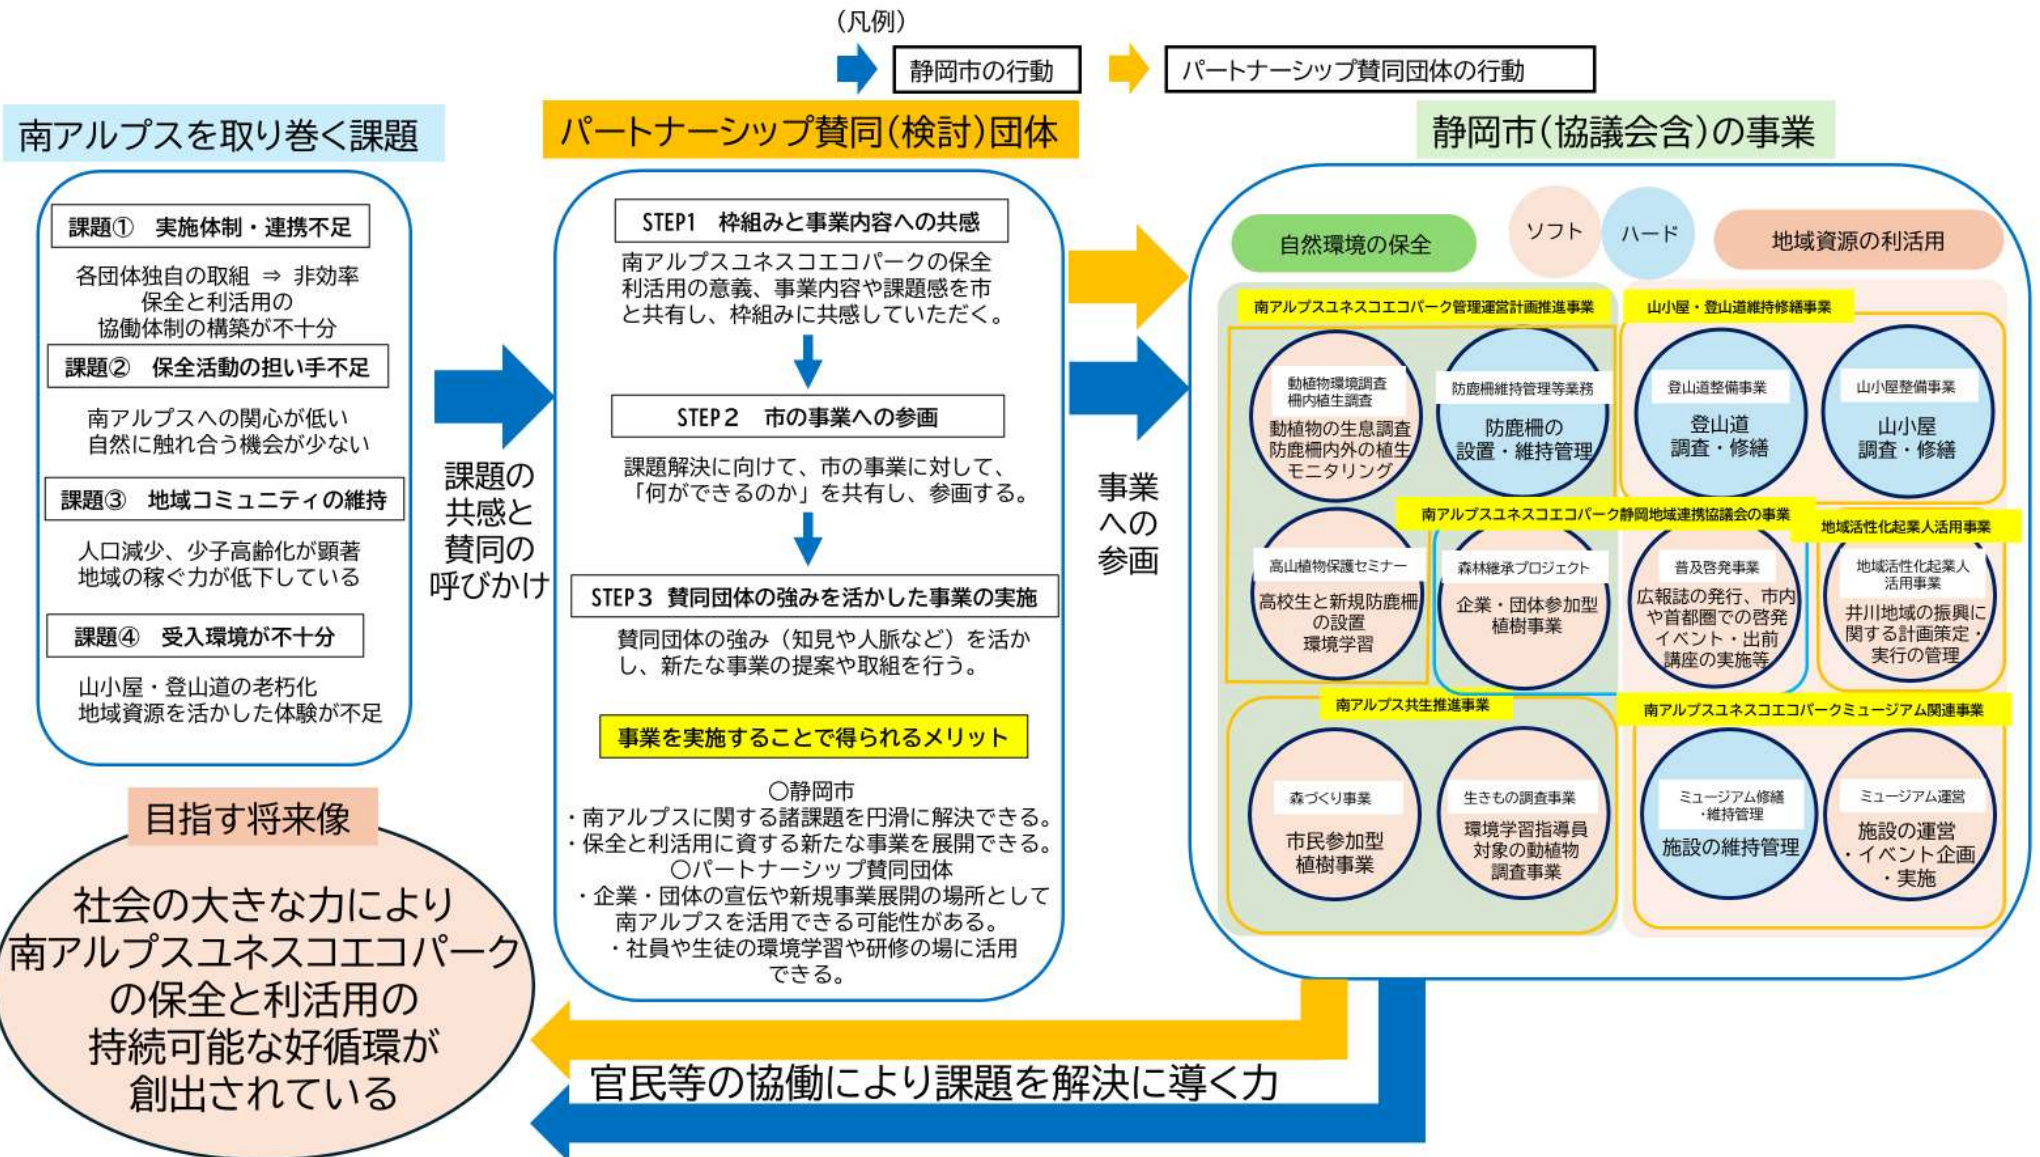 (凡例)
静岡市の行動
パートナーシップ賛同団体の行動
南アルプスを取り巻く課題
課題① 実施体制・連携不足
各団体独自の取組 ⇒ 非効率
保全と利活用の
協働体制の構築が不十分
課題② 保全活動の担い手不足
南アルプスへの関心が低い
自然に触れ合う機会が少ない
課題③ 地域コミュニティの維持
人口減少、少子高齢化が顕著
地域の稼ぐ力が低下している
課題④ 受入環境が不十分
山小屋・登山道の老朽化
地域資源を活かした体験が不足
課題の
共感と
賛同の
呼びかけ
パートナーシップ賛同(検討)団体
STEP1 枠組みと事業内容への共感
南アルプスユネスコエコパークの保全
利活用の意義、事業内容や課題感を市
と共有し、枠組みに共感していただく。
STEP2 市の事業への参画
課題解決に向けて、市の事業に対して、
「何ができるのか」を共有し、参画する。
STEP3 賛同団体の強みを活かした事業の実施
賛同団体の強み(知見や人脈など)を活か
し、新たな事業の提案や取組を行う。
事業を実施することで得られるメリット
○静岡市
・南アルプスに関する諸課題を円滑に解決できる。
・保全と利活用に資する新たな事業を展開できる。
○パートナーシップ賛同団体
・企業・団体の宣伝や新規事業展開の場所として
南アルプスを活用できる可能性がある。
・社員や生徒の環境学習や研修の場に活用
できる。
事業
への
参画
静岡市(協議会含)の事業
自然環境の保全
ソフト
ハード
地域資源の利活用
南アルプスユネスコエコパーク管理運営計画推進事業
動植物環境調査
柵内植生調査
動植物の生息調査
防鹿柵内外の植生
モニタリング
防鹿柵維持管理等業務
防鹿柵の
設置・維持管理
高山植物保護セミナー
高校生と新規防鹿柵
の設置
環境学習
山小屋・登山道維持修繕事業
登山道整備事業
登山道
調査・修繕
山小屋整備事業
山小屋
調査・修繕
南アルプスユネスコエコパーク静岡地域連携協議会の事業
森林継承プロジェクト
企業・団体参加型
植樹事業
普及啓発事業
広報誌の発行、市内
や首都圏での啓発
イベント・出前
講座の実施等
地域活性化起業人活用事業
地域活性化起業人
活用事業
井川地域の振興に
関する計画策定・
実行の管理
南アルプス共生推進事業
森づくり事業
市民参加型
植樹事業
生きもの調査事業
環境学習指導員
対象の動植物
調査事業
南アルプスユネスコエコパークミュージアム関連事業
ミュージアム修繕
・維持管理
施設の維持管理
ミュージアム運営
施設の運営
・イベント企画
・実施
目指す将来像
社会の大きな力により
南アルプスユネスコエコパーク
の保全と利活用の
持続可能な好循環が
創出されている
官民等の協働により課題を解決に導く力